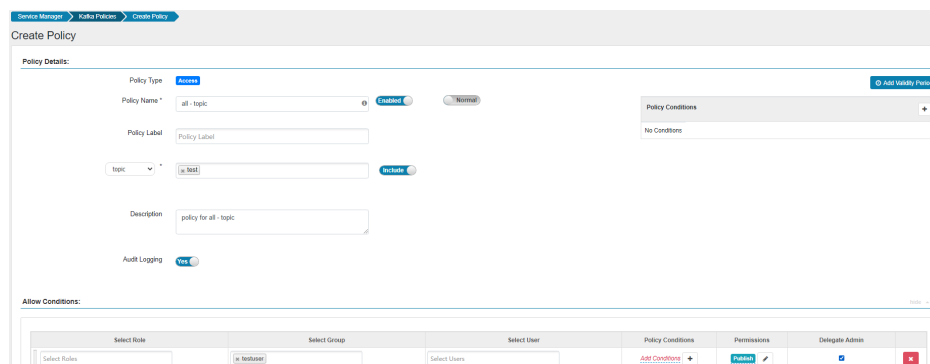 Service Manager Kafka Policies Create Policy
Create Policy
Policy Details:
Policy Type Access
Add Validity Perio
Policy Name * all - topic Enabled Normal
Policy Conditions +
No Conditions
Policy Label Policy Label
topic * × test Include
Description policy for all - topic
Audit Logging Yes
Allow Conditions:
hide
Select Role Select Group Select User Policy Conditions Permissions Delegate Admin
Select Roles × testuser Select Users Add Conditions + Publish ×